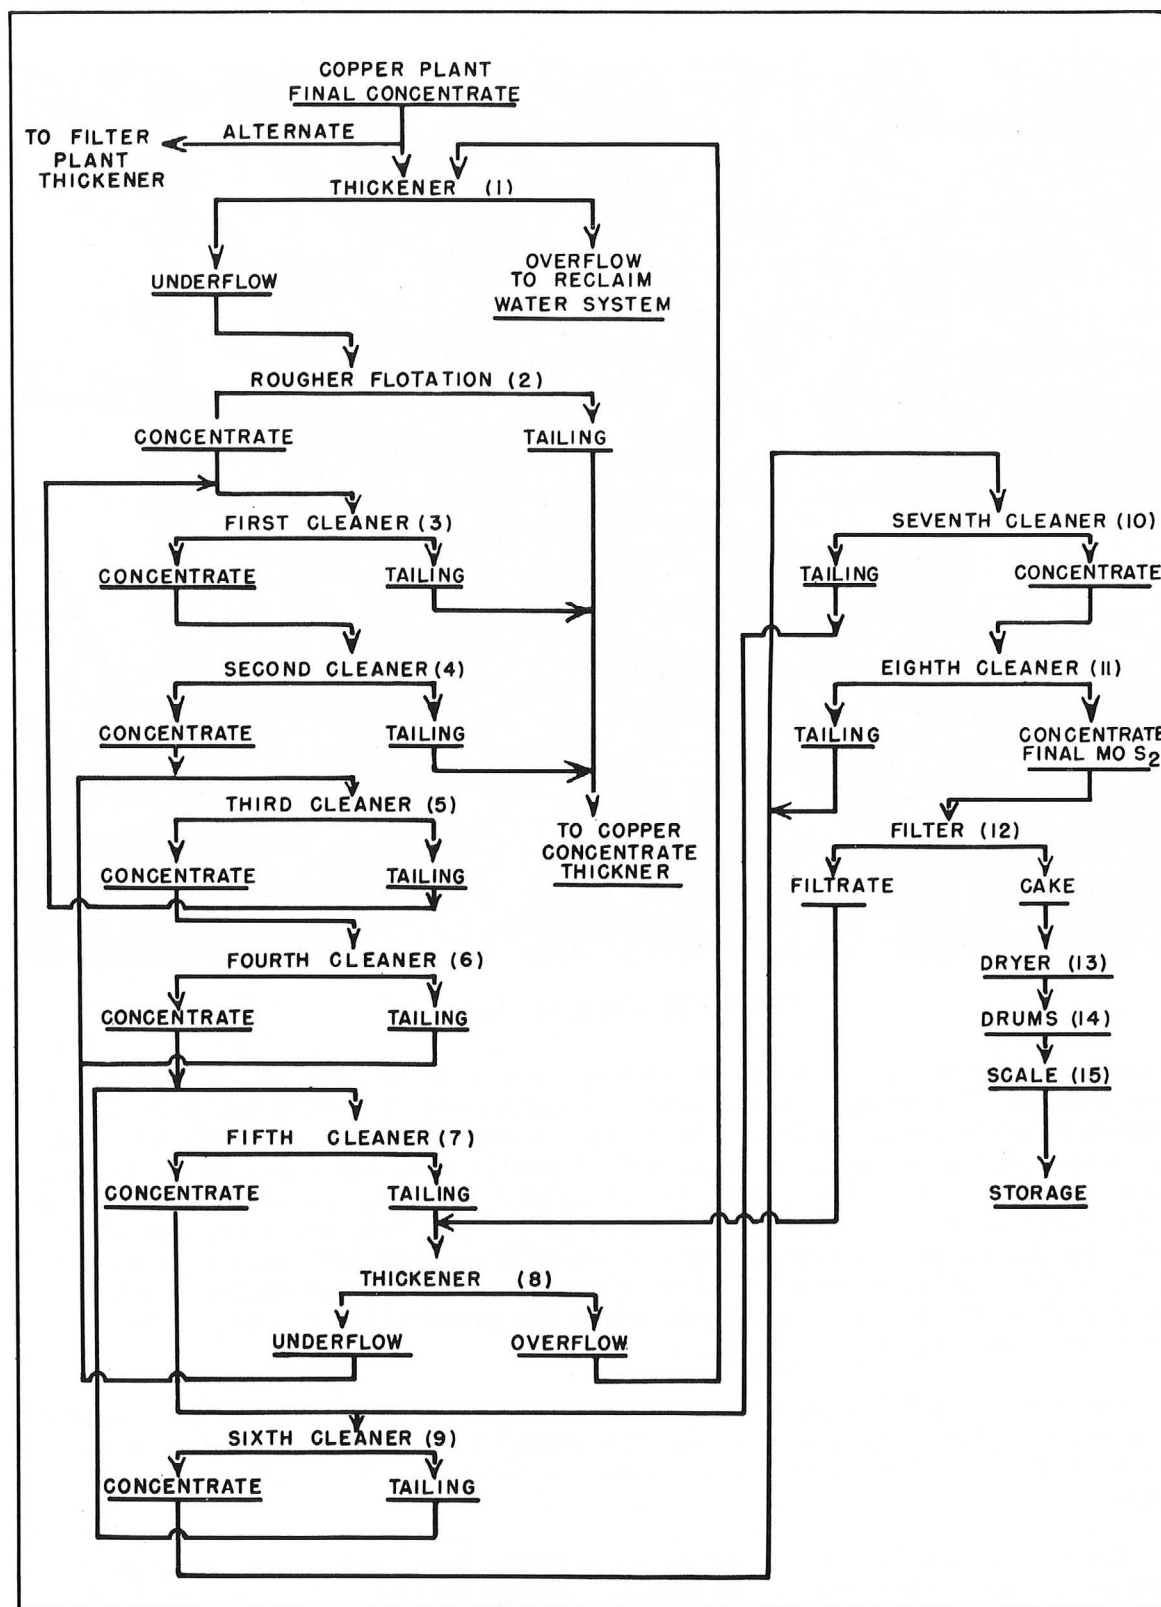 COPPER PLANT
FINAL CONCENTRATE
ALTERNATE
TO FILTER
PLANT
THICKENER
THICKENER (1)
UNDERFLOW
OVERFLOW
TO RECLAIM
WATER SYSTEM
ROUGHER FLOTATION (2)
CONCENTRATE
TAILING
FIRST CLEANER (3)
CONCENTRATE
TAILING
SECOND CLEANER (4)
CONCENTRATE
TAILING
THIRD CLEANER (5)
CONCENTRATE
TAILING
TO COPPER
CONCENTRATE
THICKNER
FOURTH CLEANER (6)
CONCENTRATE
TAILING
FIFTH CLEANER (7)
CONCENTRATE
TAILING
THICKENER (8)
UNDERFLOW
OVERFLOW
SIXTH CLEANER (9)
CONCENTRATE
TAILING
SEVENTH CLEANER (10)
TAILING
CONCENTRATE
EIGHTH CLEANER (11)
TAILING
CONCENTRATE
FINAL MO S2
FILTER (12)
FILTRATE
CAKE
DRYER (13)
DRUMS (14)
SCALE (15)
STORAGE